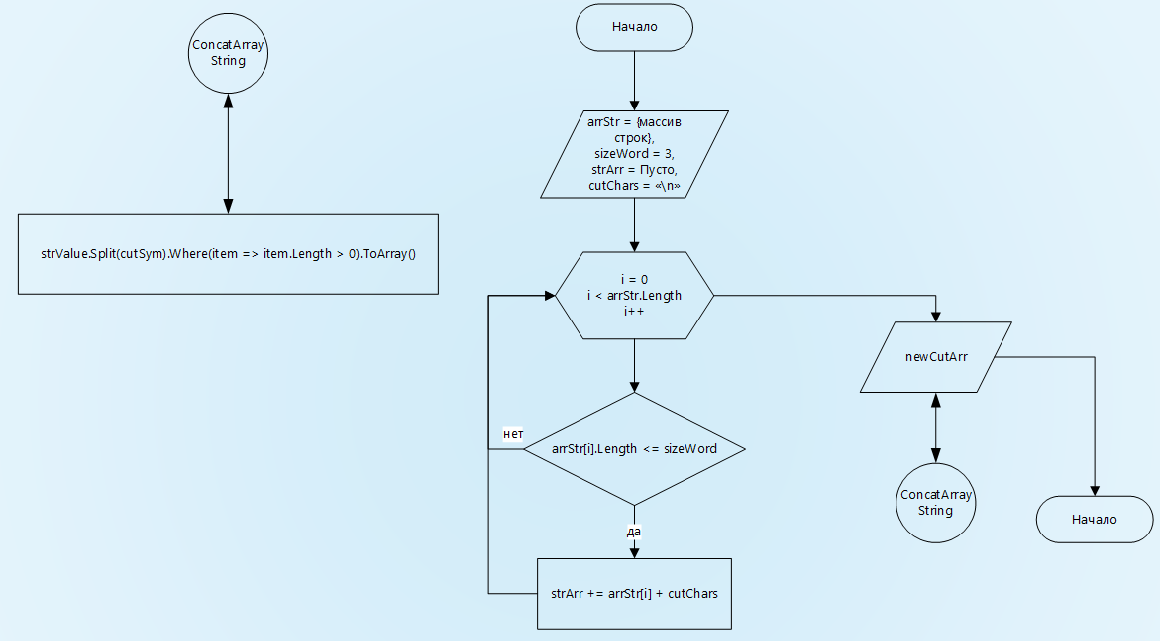 ConcatArray
String
strValue.Split(cutSym).Where(item => item.Length > 0).ToArray()
Начало
arrStr = {массив
строк},
sizeWord = 3,
strArr = Пусто,
cutChars = «\n»
i = 0
i < arrStr.Length
i++
нет
arrStr[i].Length <= sizeWord
да
strArr += arrStr[i] + cutChars
newCutArr
ConcatArray
String
Начало